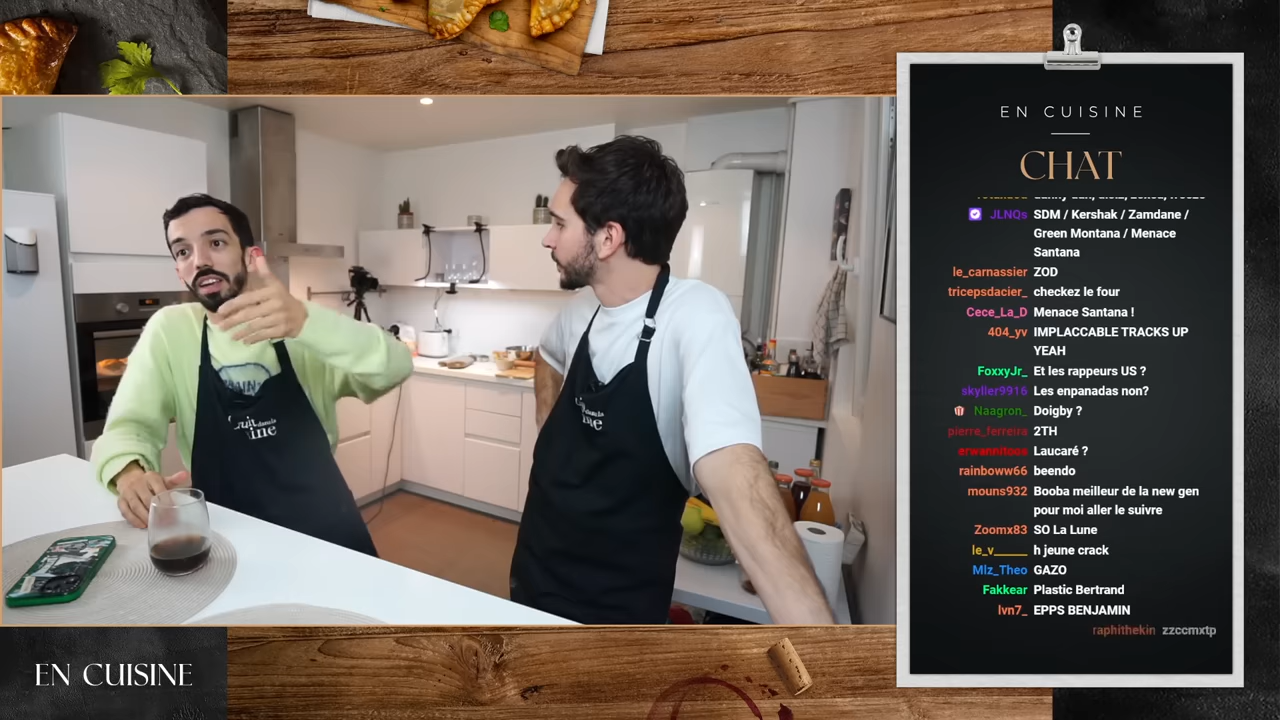 EN CUISINE
CHAT
JLNQs SDM / Kershak / Zamdane /
Green Montana / Menace
Santana
le_carnassier ZOD
tricepsdacier_ checkez le four
Cece_La_D Menace Santana !
404_yv IMPLACCABLE TRACKS UP
YEAH
FoxxyJr_ Et les rappeurs US ?
skyller9916 Les enpanadas non?
Naagron_ Doigby ?
pierre_ferreira 2TH
erwannitoos Laucaré ?
rainboww66 beendo
mouns932 Booba meilleur de la new gen
pour moi aller le suivre
Zoomx83 SO La Lune
le_v_____ h jeune crack
Mlz_Theo GAZO
Fakkear Plastic Bertrand
lvn7_ EPPS BENJAMIN
raphithekin zzccmxtp
EN CUISINE